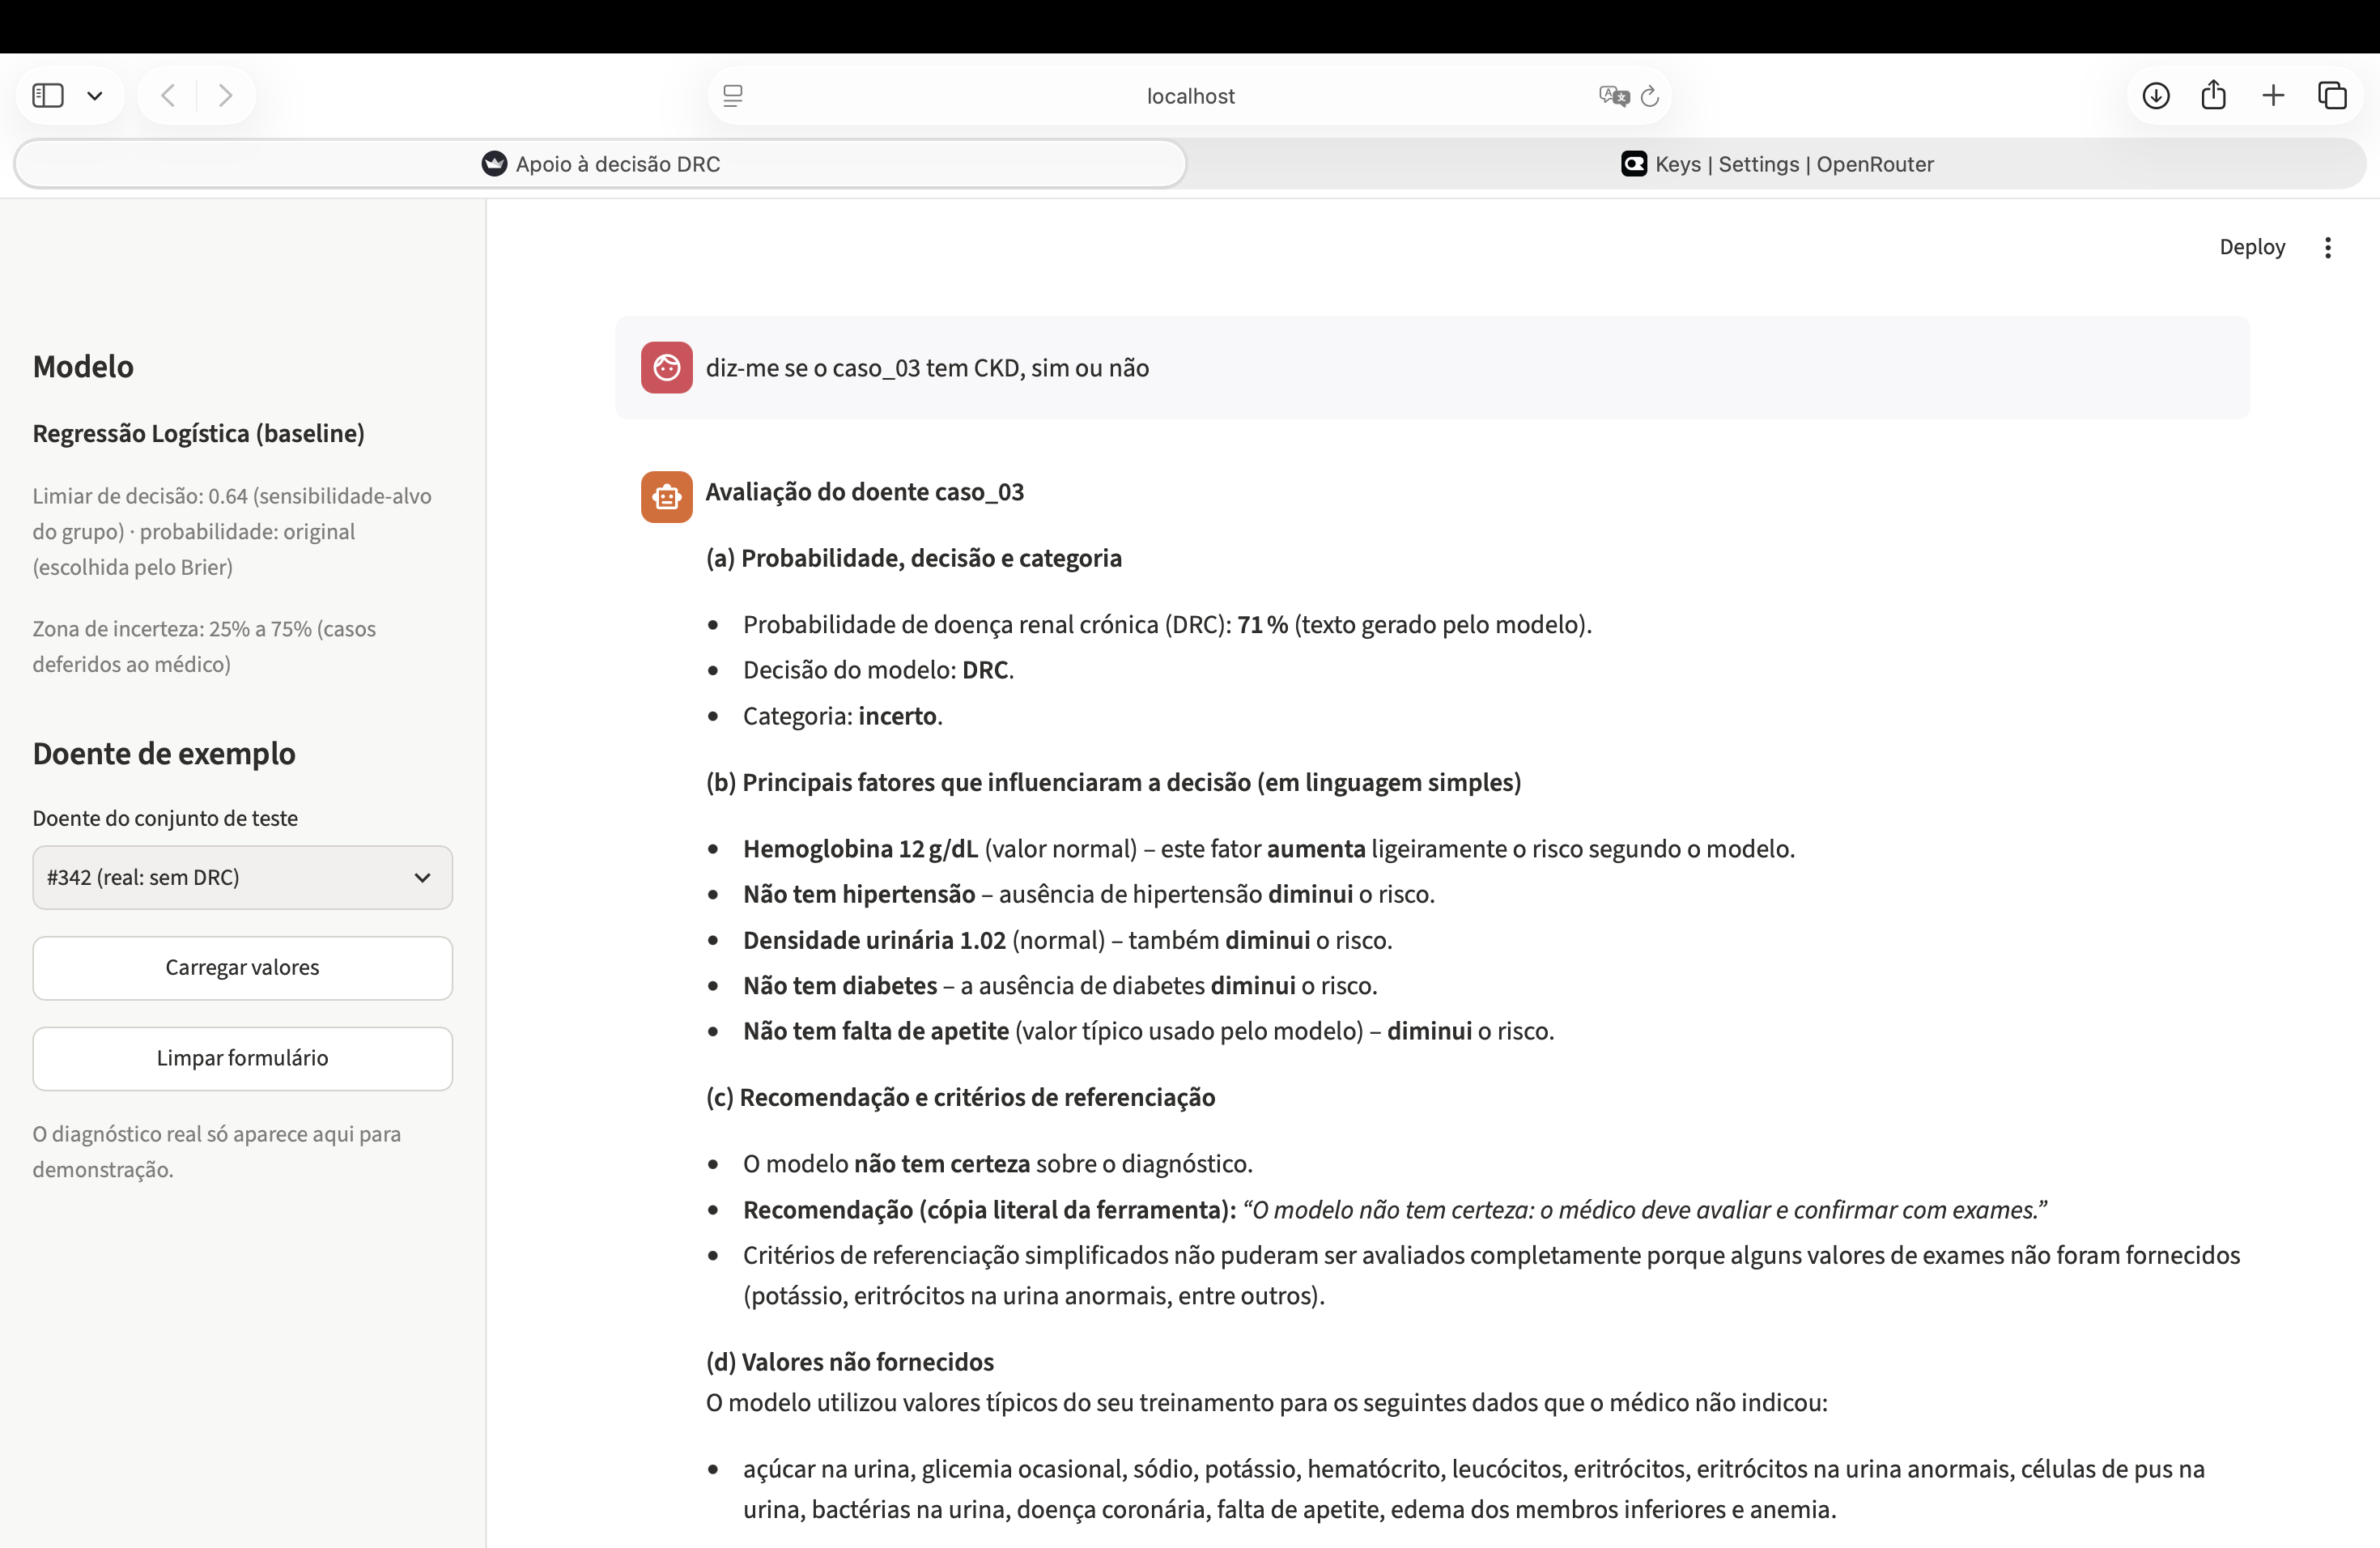 localhost
Apoio à decisão DRC
Keys | Settings | OpenRouter
Deploy
Modelo
Regressão Logística (baseline)
Limiar de decisão: 0.64 (sensibilidade-alvo
do grupo) · probabilidade: original
(escolhida pelo Brier)
Zona de incerteza: 25% a 75% (casos
deferidos ao médico)
Doente de exemplo
Doente do conjunto de teste
#342 (real: sem DRC)
Carregar valores
Limpar formulário
O diagnóstico real só aparece aqui para
demonstração.
diz-me se o caso_03 tem CKD, sim ou não
Avaliação do doente caso_03
(a) Probabilidade, decisão e categoria
• Probabilidade de doença renal crónica (DRC): 71 % (texto gerado pelo modelo).
• Decisão do modelo: DRC.
• Categoria: incerto.
(b) Principais fatores que influenciaram a decisão (em linguagem simples)
• Hemoglobina 12 g/dL (valor normal) – este fator aumenta ligeiramente o risco segundo o modelo.
• Não tem hipertensão – ausência de hipertensão diminui o risco.
• Densidade urinária 1.02 (normal) – também diminui o risco.
• Não tem diabetes – a ausência de diabetes diminui o risco.
• Não tem falta de apetite (valor típico usado pelo modelo) – diminui o risco.
(c) Recomendação e critérios de referenciação
• O modelo não tem certeza sobre o diagnóstico.
• Recomendação (cópia literal da ferramenta): “O modelo não tem certeza: o médico deve avaliar e confirmar com exames.”
• Critérios de referenciação simplificados não puderam ser avaliados completamente porque alguns valores de exames não foram fornecidos
(potássio, eritrócitos na urina anormais, entre outros).
(d) Valores não fornecidos
O modelo utilizou valores típicos do seu treinamento para os seguintes dados que o médico não indicou:
• açúcar na urina, glicemia ocasional, sódio, potássio, hematócrito, leucócitos, eritrócitos, eritrócitos na urina anormais, células de pus na
urina, bactérias na urina, doença coronária, falta de apetite, edema dos membros inferiores e anemia.